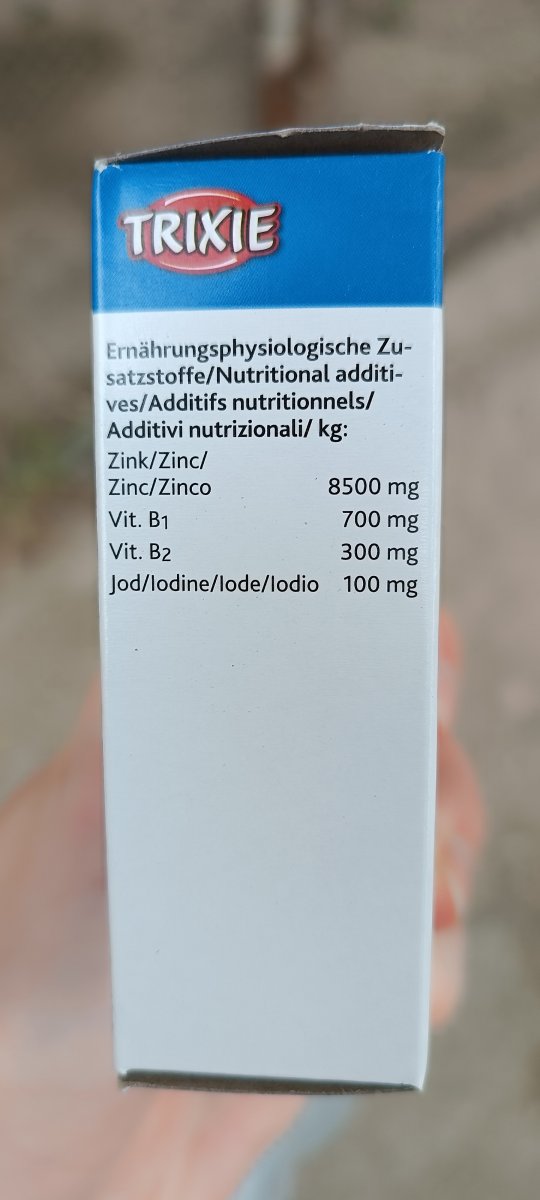 TRIXIE
Ernährungsphysiologische Zu-
satzstoffe/Nutritional additi-
ves/Additifs nutritionnels/
Additivi nutrizionali/ kg:
Zink/Zinc/
Zinc/Zinco 8500 mg
Vit. B1 700 mg
Vit. B2 300 mg
Jod/Iodine/Iode/Iodio 100 mg